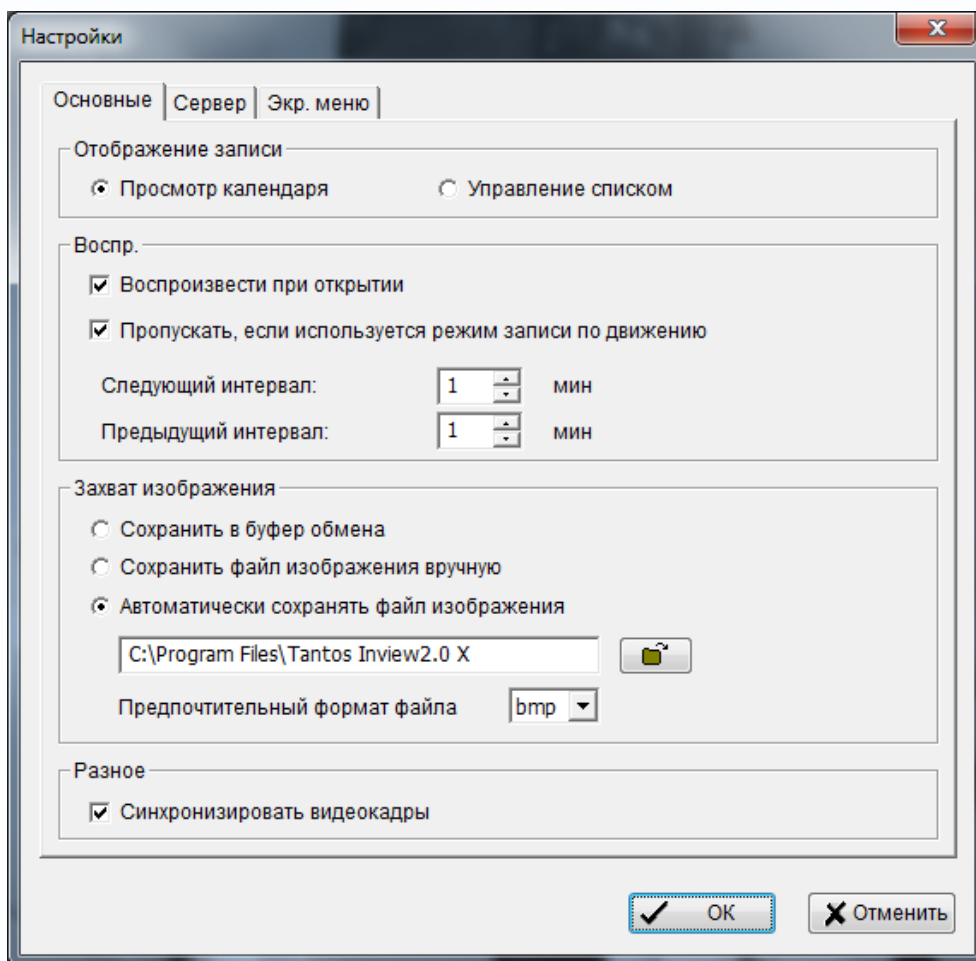 Настройки
Основные Сервер Экр. меню
Отображение записи
Просмотр календаря Управление списком
Воспр.
Воспроизвести при открытии
Пропускать, если используется режим записи по движению
Следующий интервал: 1 мин
Предыдущий интервал: 1 мин
Захват изображения
Сохранить в буфер обмена
Сохранить файл изображения вручную
Автоматически сохранять файл изображения
C:\Program Files\Tantos Inview2.0 X
Предпочтительный формат файла bmp
Разное
Синхронизировать видеокадры
OK Отменить